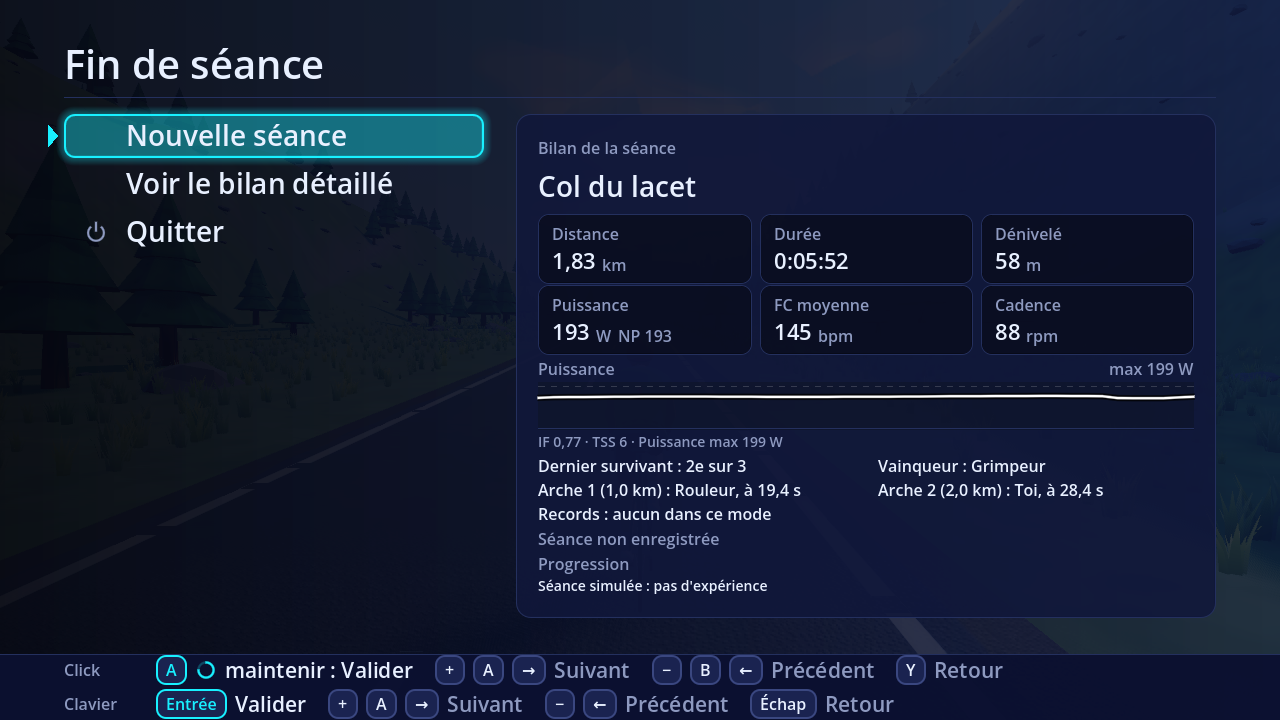 Fin de séance
Nouvelle séance
Voir le bilan détaillé
Quitter
Bilan de la séance
Col du lacet
Distance
1,83 km
Durée
0:05:52
Dénivelé
58 m
Puissance
193 W NP 193
FC moyenne
145 bpm
Cadence
88 rpm
Puissance max 199 W
IF 0,77 · TSS 6 · Puissance max 199 W
Dernier survivant : 2e sur 3 Vainqueur : Grimpeur
Arche 1 (1,0 km) : Rouleur, à 19,4 s Arche 2 (2,0 km) : Toi, à 28,4 s
Records : aucun dans ce mode
Séance non enregistrée
Progression
Séance simulée : pas d'expérience
Click A maintenir : Valider + A → Suivant − B ← Précédent Y Retour
Clavier Entrée Valider + A → Suivant − ← Précédent Échap Retour